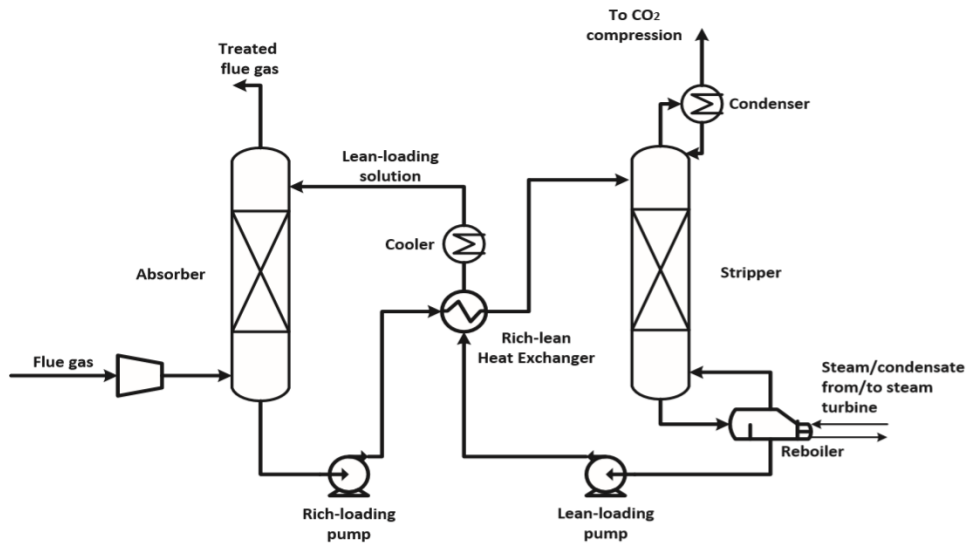 To CO₂
compression
Treated
flue gas
Condenser
Lean-loading
solution
Cooler
Absorber
Stripper
Rich-lean
Heat Exchanger
Flue gas
Steam/condensate
from/to steam
turbine
Reboiler
Rich-loading
pump
Lean-loading
pump